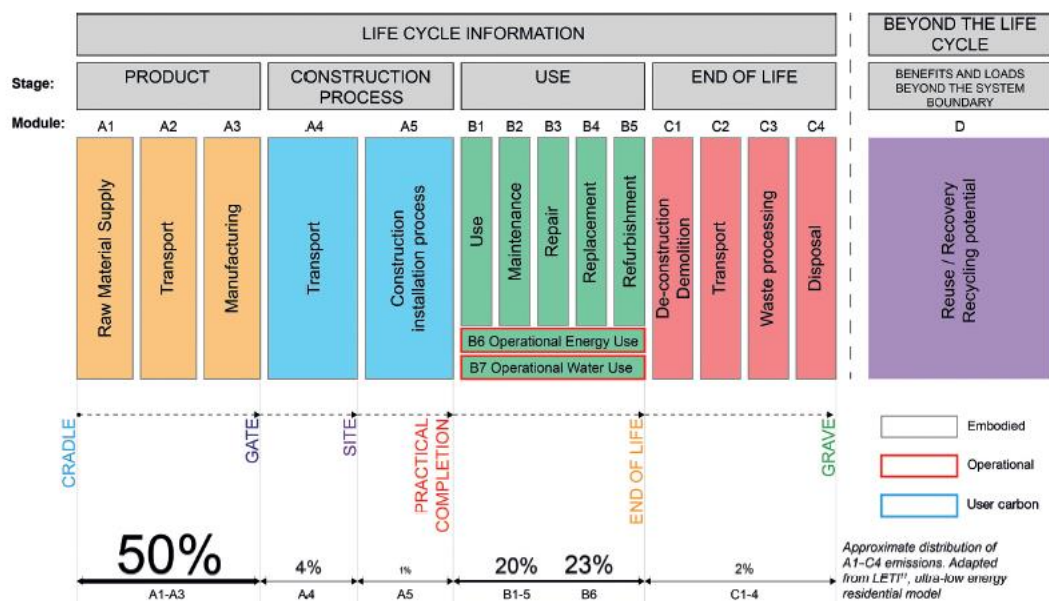 LIFE CYCLE INFORMATION
BEYOND THE LIFE
CYCLE
Stage:
PRODUCT
CONSTRUCTION
PROCESS
USE
END OF LIFE
BENEFITS AND LOADS
BEYOND THE SYSTEM
BOUNDARY
Module:
A1
A2
A3
A4
A5
B1
B2
B3
B4
B5
C1
C2
C3
C4
D
Raw Material Supply
Transport
Manufacturing
Transport
Construction
installation process
Use
Maintenance
Repair
Replacement
Refurbishment
B6 Operational Energy Use
B7 Operational Water Use
De-construction
Demolition
Transport
Waste processing
Disposal
Reuse / Recovery
Recycling potential
CRADLE
GATE
SITE
PRACTICAL
COMPLETION
END OF LIFE
GRAVE
Embodied
Operational
User carbon
50%
4%
1%
20%
23%
2%
A1-A3
A4
A5
B1-5
B6
C1-4
Approximate distribution of
A1–C4 emissions. Adapted
from LETI¹⁷, ultra-low energy
residential model